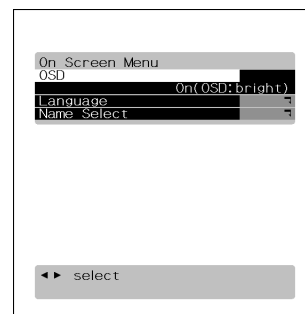 On Screen Menu
OSD
On(OSD:bright)
Language
Name Select
◄► select